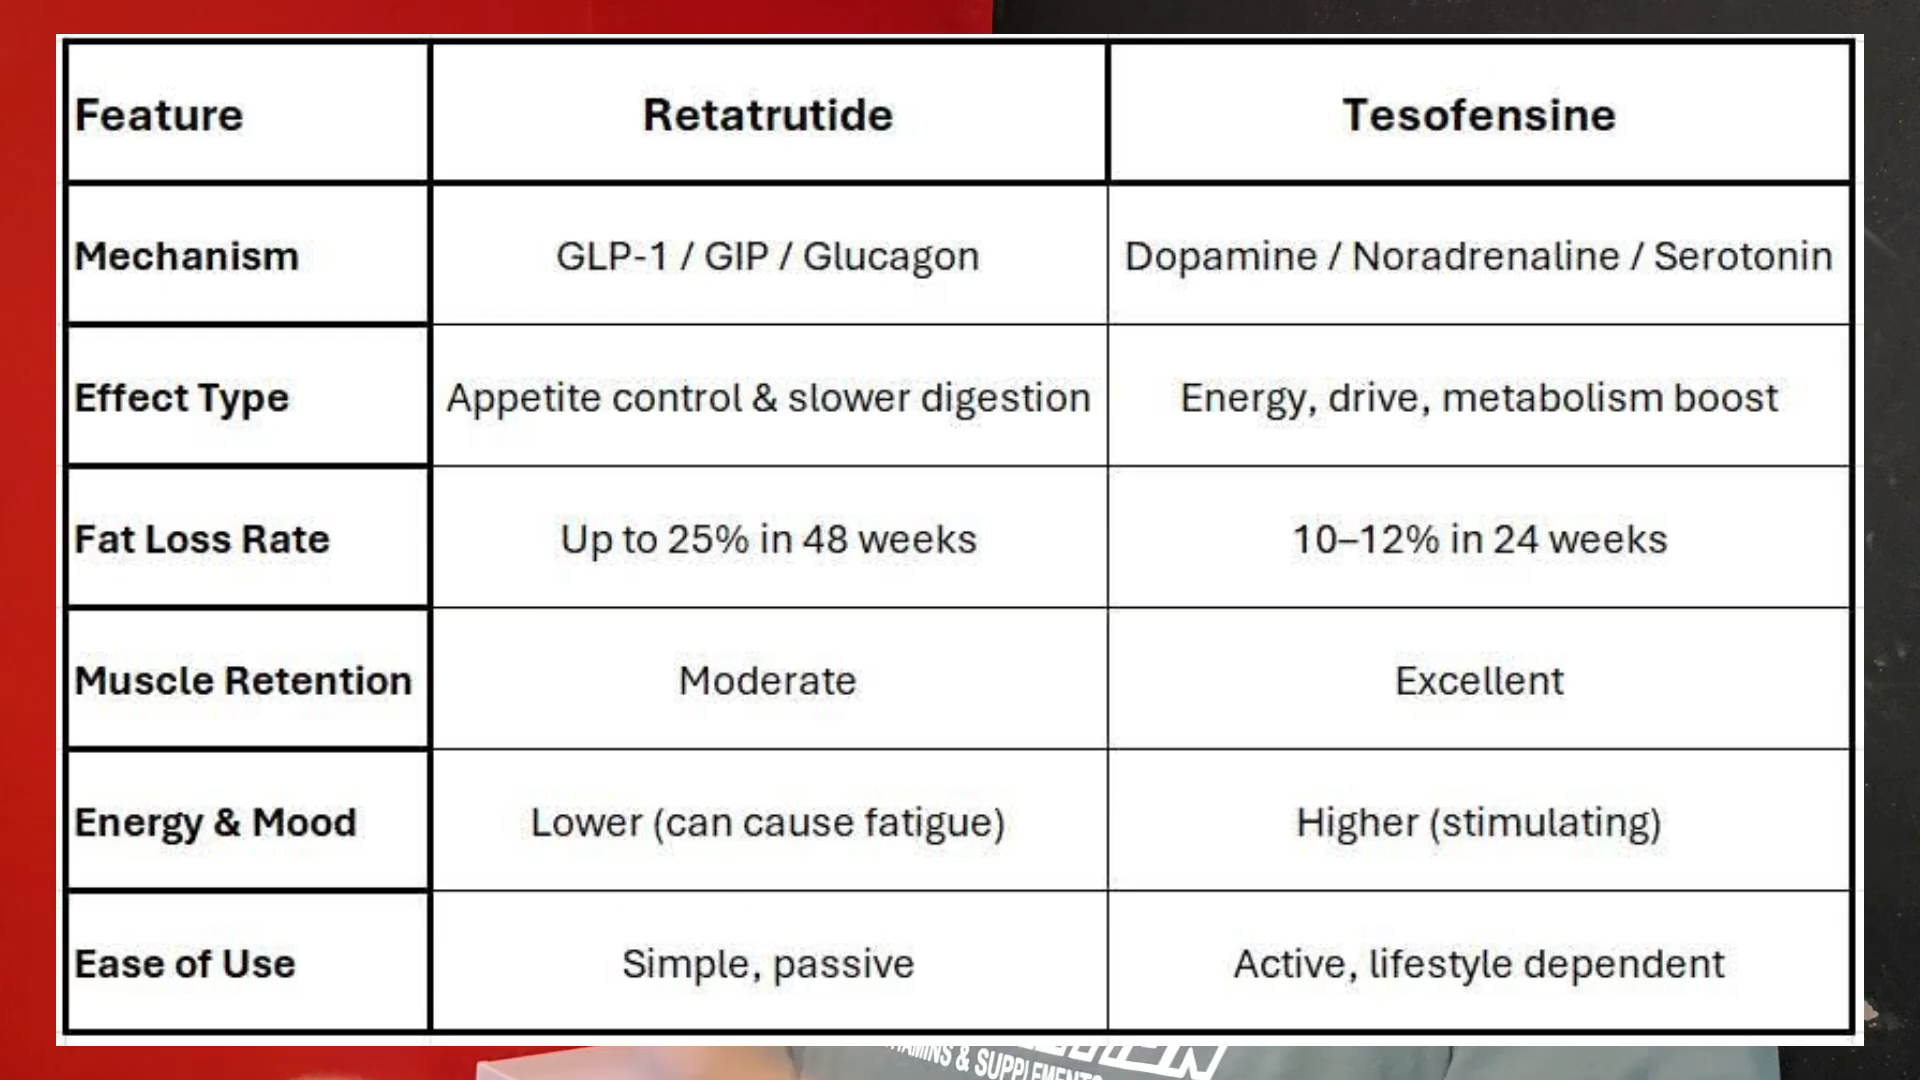 Feature Retatrutide Tesofensine
Mechanism GLP-1 / GIP / Glucagon Dopamine / Noradrenaline / Serotonin
Effect Type Appetite control & slower digestion Energy, drive, metabolism boost
Fat Loss Rate Up to 25% in 48 weeks 10–12% in 24 weeks
Muscle Retention Moderate Excellent
Energy & Mood Lower (can cause fatigue) Higher (stimulating)
Ease of Use Simple, passive Active, lifestyle dependent
& SUPPLEMENTS